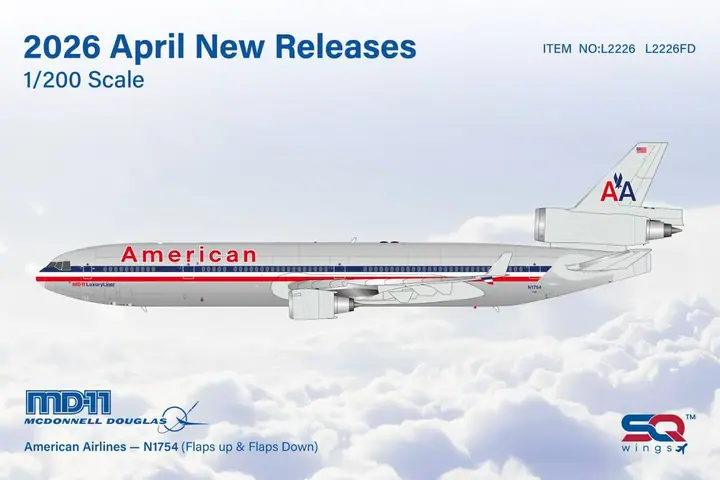 2026 April New Releases
1/200 Scale
ITEM NO:L2226 L2226FD
AA
American
MD-11 LuxuryLiner
N1754
MD-11
MCDONNELL DOUGLAS
American Airlines — N1754 (Flaps up & Flaps Down)
SQ™
wings